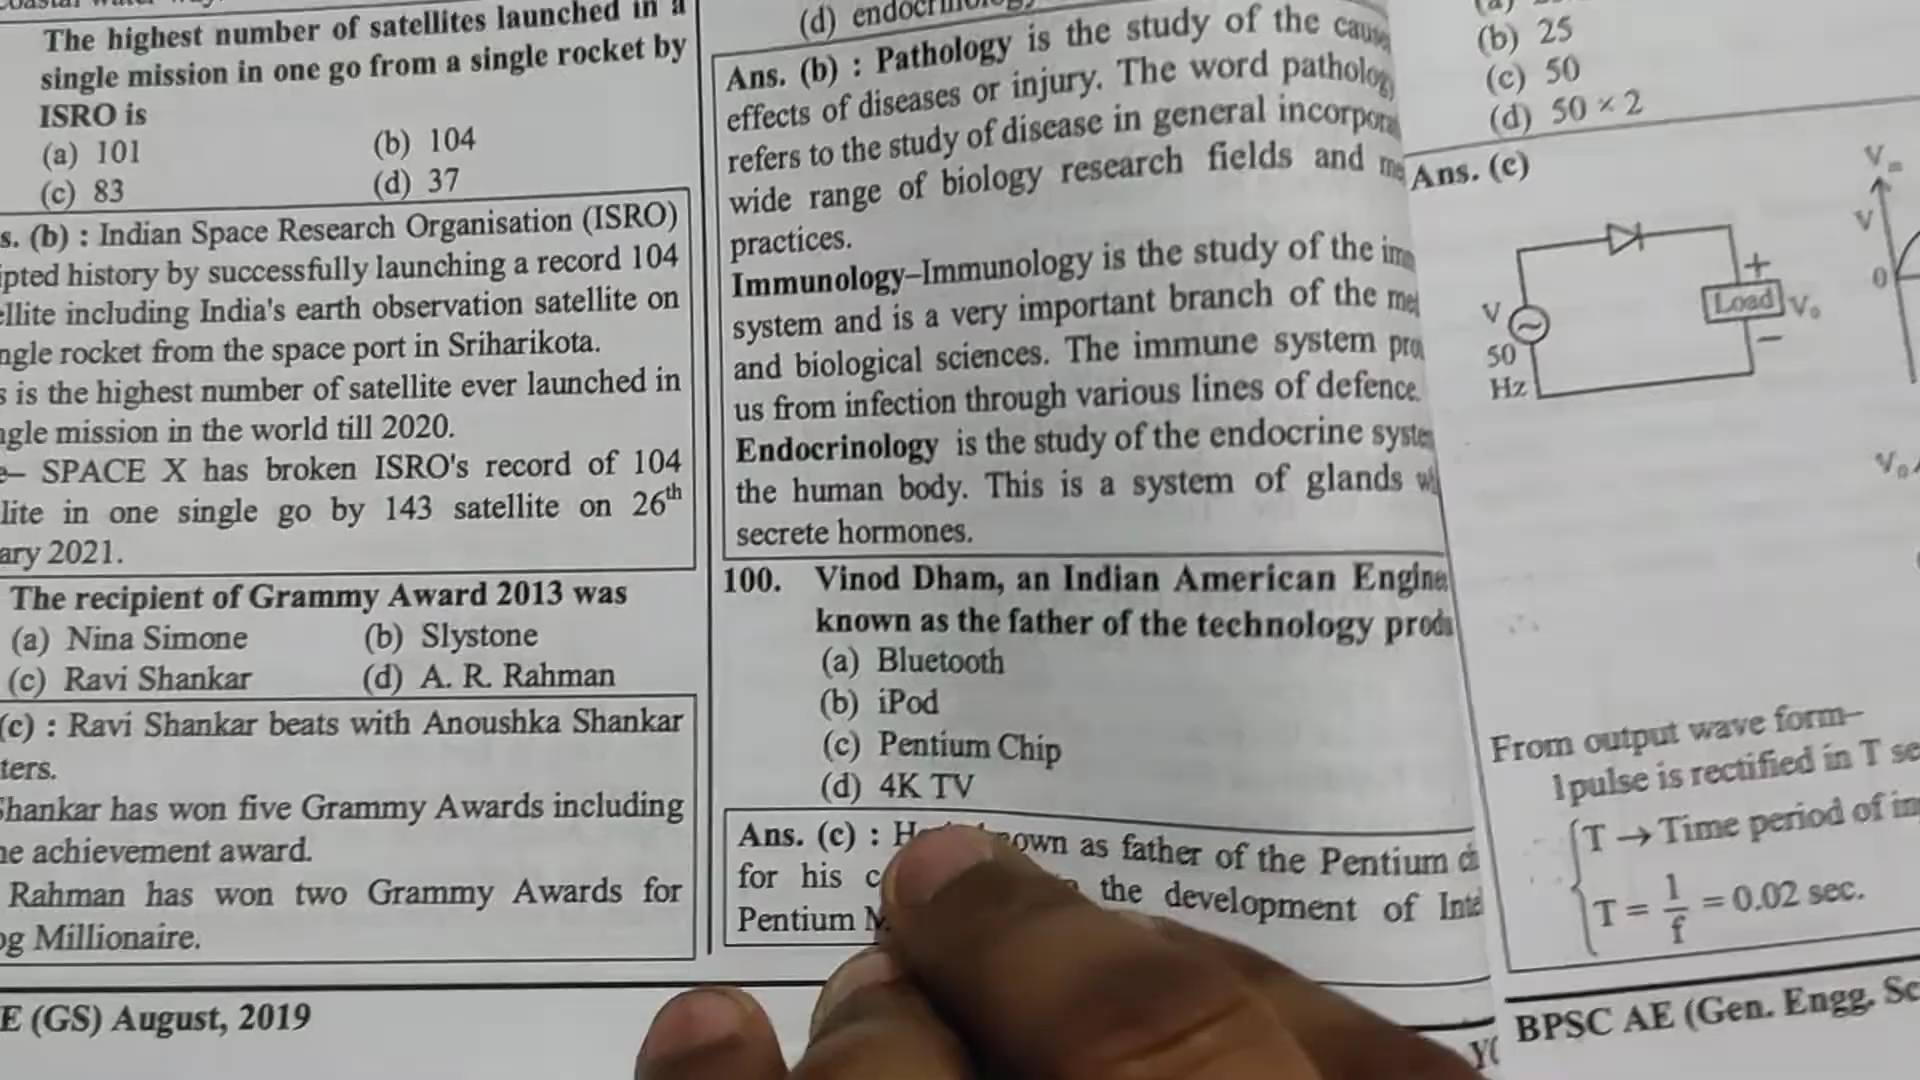 The highest number of satellites launched in a
single mission in one go from a single rocket by
ISRO is
(a) 101 (b) 104
(c) 83 (d) 37
s. (b) : Indian Space Research Organisation (ISRO)
ipted history by successfully launching a record 104
ellite including India's earth observation satellite on
ngle rocket from the space port in Sriharikota.
s is the highest number of satellite ever launched in
ngle mission in the world till 2020.
e– SPACE X has broken ISRO's record of 104
lite in one single go by 143 satellite on 26th
ary 2021.
The recipient of Grammy Award 2013 was
(a) Nina Simone (b) Slystone
(c) Ravi Shankar (d) A. R. Rahman
(c) : Ravi Shankar beats with Anoushka Shankar
ters.
Shankar has won five Grammy Awards including
ne achievement award.
Rahman has won two Grammy Awards for
og Millionaire.
E (GS) August, 2019
(d)
Ans. (b) : Pathology is the study of the cause
effects of diseases or injury. The word pathology
refers to the study of disease in general incorpora
wide range of biology research fields and me
practices.
Immunology–Immunology is the study of the im
system and is a very important branch of the me
and biological sciences. The immune system pro
us from infection through various lines of defence.
Endocrinology is the study of the endocrine syste
the human body. This is a system of glands w
secrete hormones.
100. Vinod Dham, an Indian American Engine
known as the father of the technology produ
(a) Bluetooth
(b) iPod
(c) Pentium Chip
(d) 4K TV
Ans. (c) : own as father of the Pentium ch
for his the development of Inte
Pentium
(b) 25
(c) 50
(d) 50 × 2
Ans. (c)
V
50
Hz
+
Load
V₀
–
Vm
V
0
V₀
From output wave form–
1pulse is rectified in T se
T → Time period of in
T = 1/f = 0.02 sec.
BPSC AE (Gen. Engg. Sc
Y(